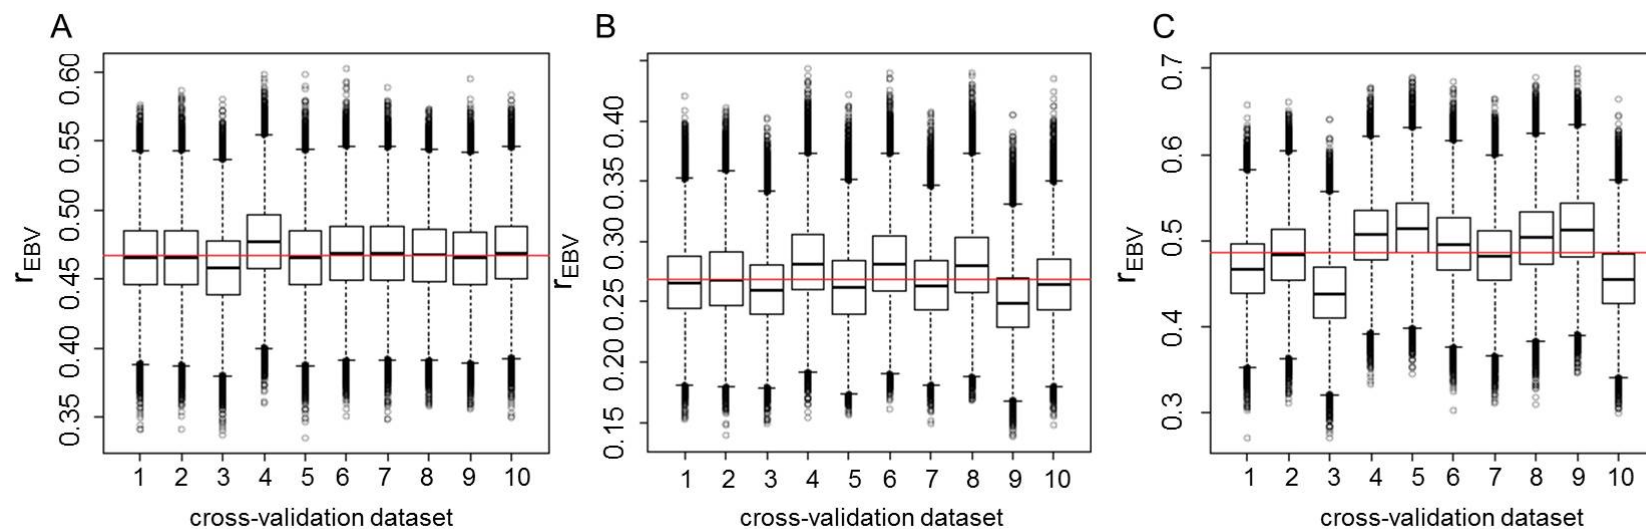 A
r_EBV
0.60
0.55
0.50
0.45
0.40
0.35
1 2 3 4 5 6 7 8 9 10
cross-validation dataset
B
r_EBV
0.40
0.35
0.30
0.25
0.20
0.15
1 2 3 4 5 6 7 8 9 10
cross-validation dataset
C
r_EBV
0.7
0.6
0.5
0.4
0.3
1 2 3 4 5 6 7 8 9 10
cross-validation dataset